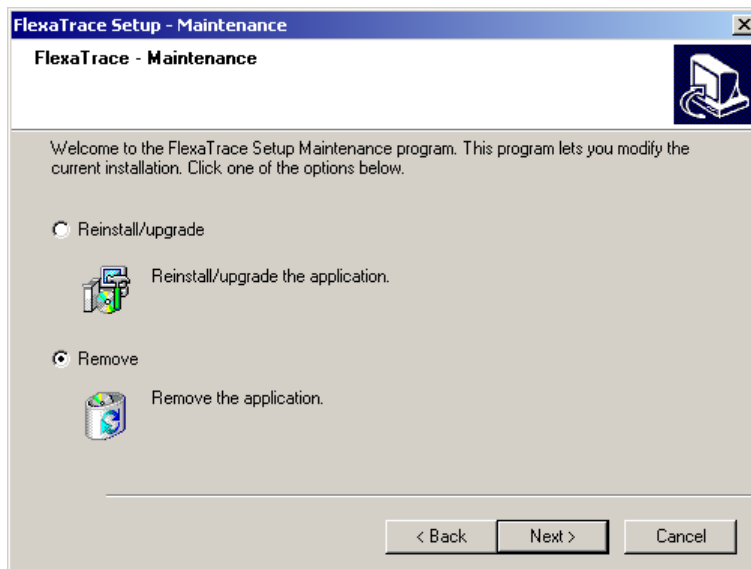 FlexaTrace Setup - Maintenance
FlexaTrace - Maintenance
Welcome to the FlexaTrace Setup Maintenance program. This program lets you modify the
current installation. Click one of the options below.
Reinstall/upgrade
Reinstall/upgrade the application.
Remove
Remove the application.
< Back
Next >
Cancel